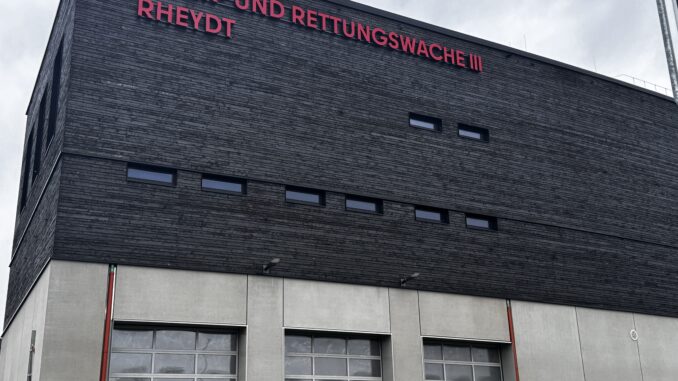 UND RETTUNGSWACHE III
RHEYDT